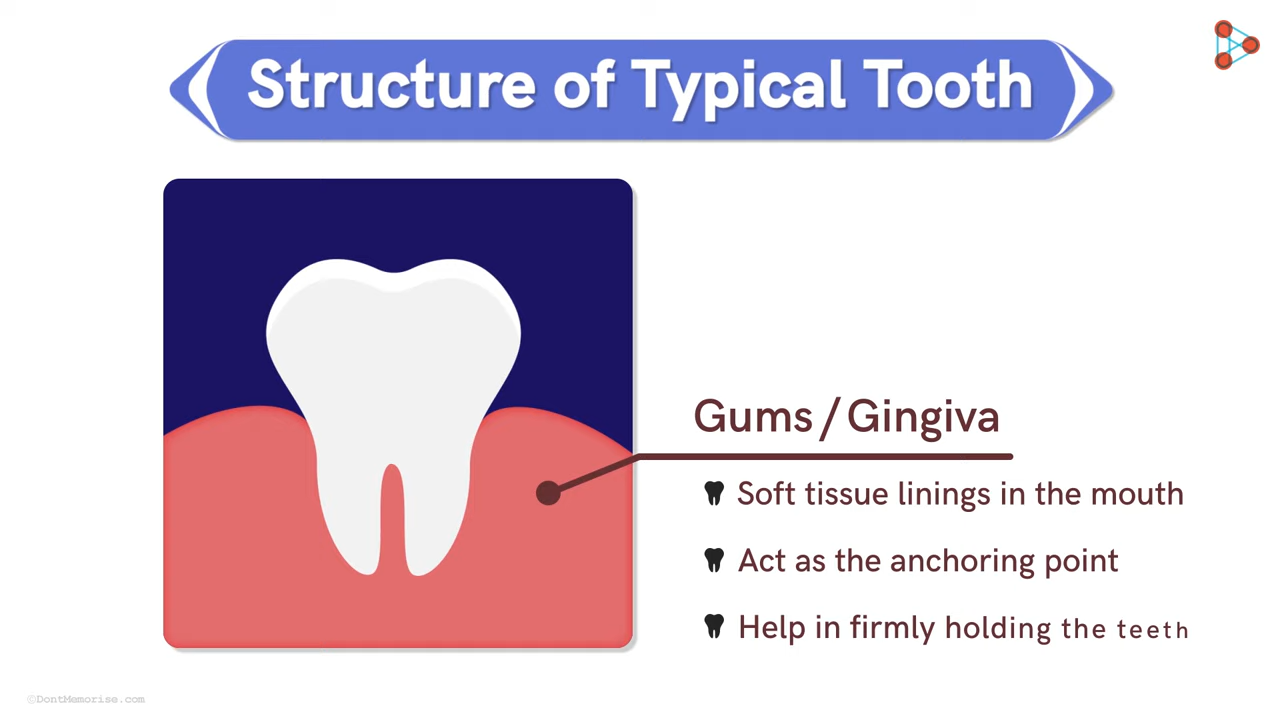 Structure of Typical Tooth
Gums / Gingiva
Soft tissue linings in the mouth
Act as the anchoring point
Help in firmly holding the teeth
©DontMemorise.com